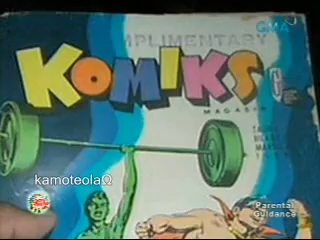 GMA
MPLIMENTARY
KOMIKS
MAGASIN
kamoteolaΩ
Parental
Guidance